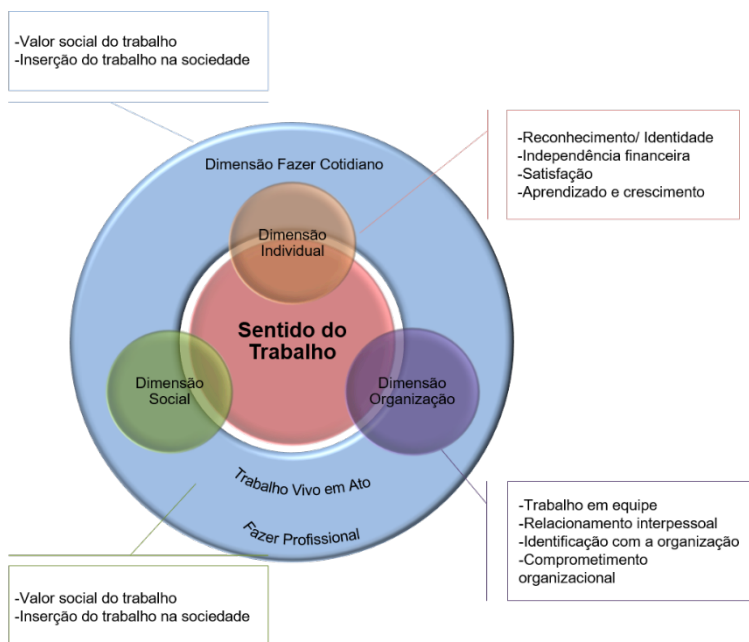 -Valor social do trabalho
-Inserção do trabalho na sociedade
-Reconhecimento/ Identidade
-Independência financeira
-Satisfação
-Aprendizado e crescimento
Dimensão Fazer Cotidiano
Dimensão
Individual
Sentido do
Trabalho
Dimensão
Social
Dimensão
Organização
Trabalho Vivo em Ato
Fazer Profissional
-Trabalho em equipe
-Relacionamento interpessoal
-Identificação com a organização
-Comprometimento
organizacional
-Valor social do trabalho
-Inserção do trabalho na sociedade